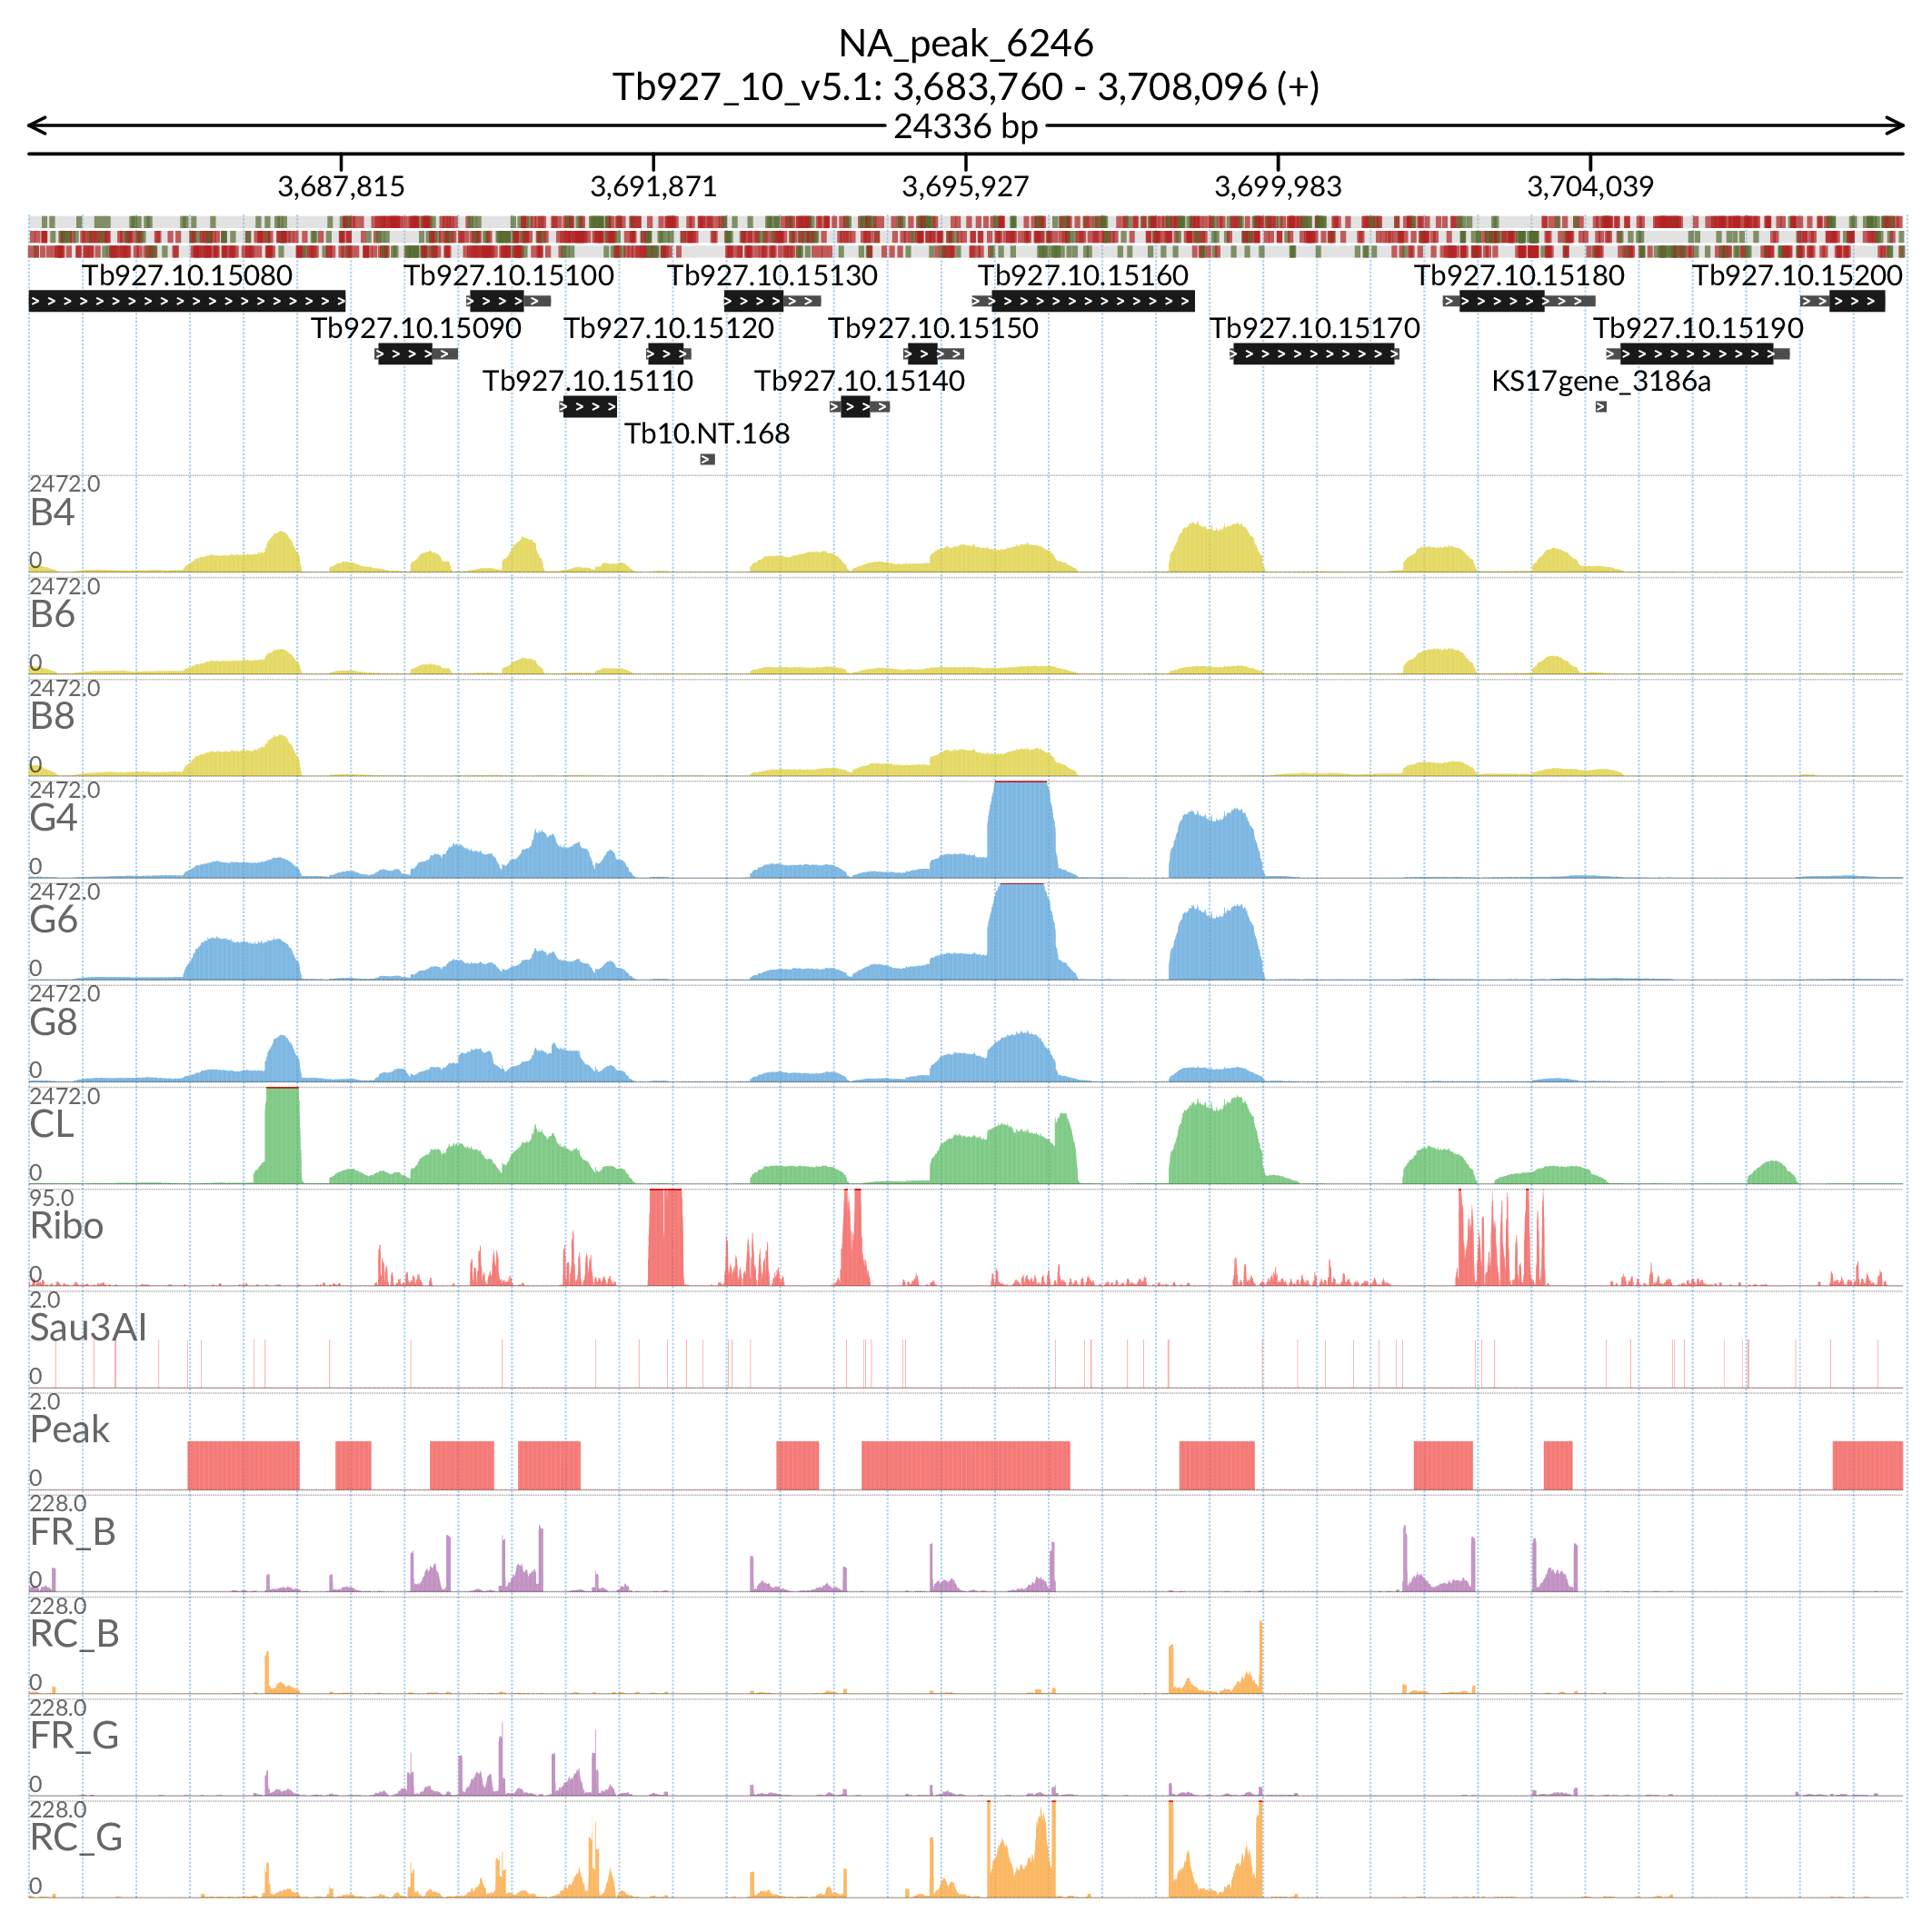 NA_peak_6246
Tb927_10_v5.1: 3,683,760 - 3,708,096 (+)
24336 bp
3,687,815 3,691,871 3,695,927 3,699,983 3,704,039
Tb927.10.15080 Tb927.10.15100 Tb927.10.15130 Tb927.10.15160 Tb927.10.15180 Tb927.10.15200
Tb927.10.15090 Tb927.10.15120 Tb927.10.15150 Tb927.10.15170 Tb927.10.15190
Tb927.10.15110 Tb927.10.15140 KS17gene_3186a
Tb10.NT.168
2472.0
B4
0
2472.0
B6
0
2472.0
B8
0
2472.0
G4
0
2472.0
G6
0
2472.0
G8
0
2472.0
CL
0
95.0
Ribo
0
2.0
Sau3AI
0
2.0
Peak
0
228.0
FR_B
0
228.0
RC_B
0
228.0
FR_G
0
228.0
RC_G
0